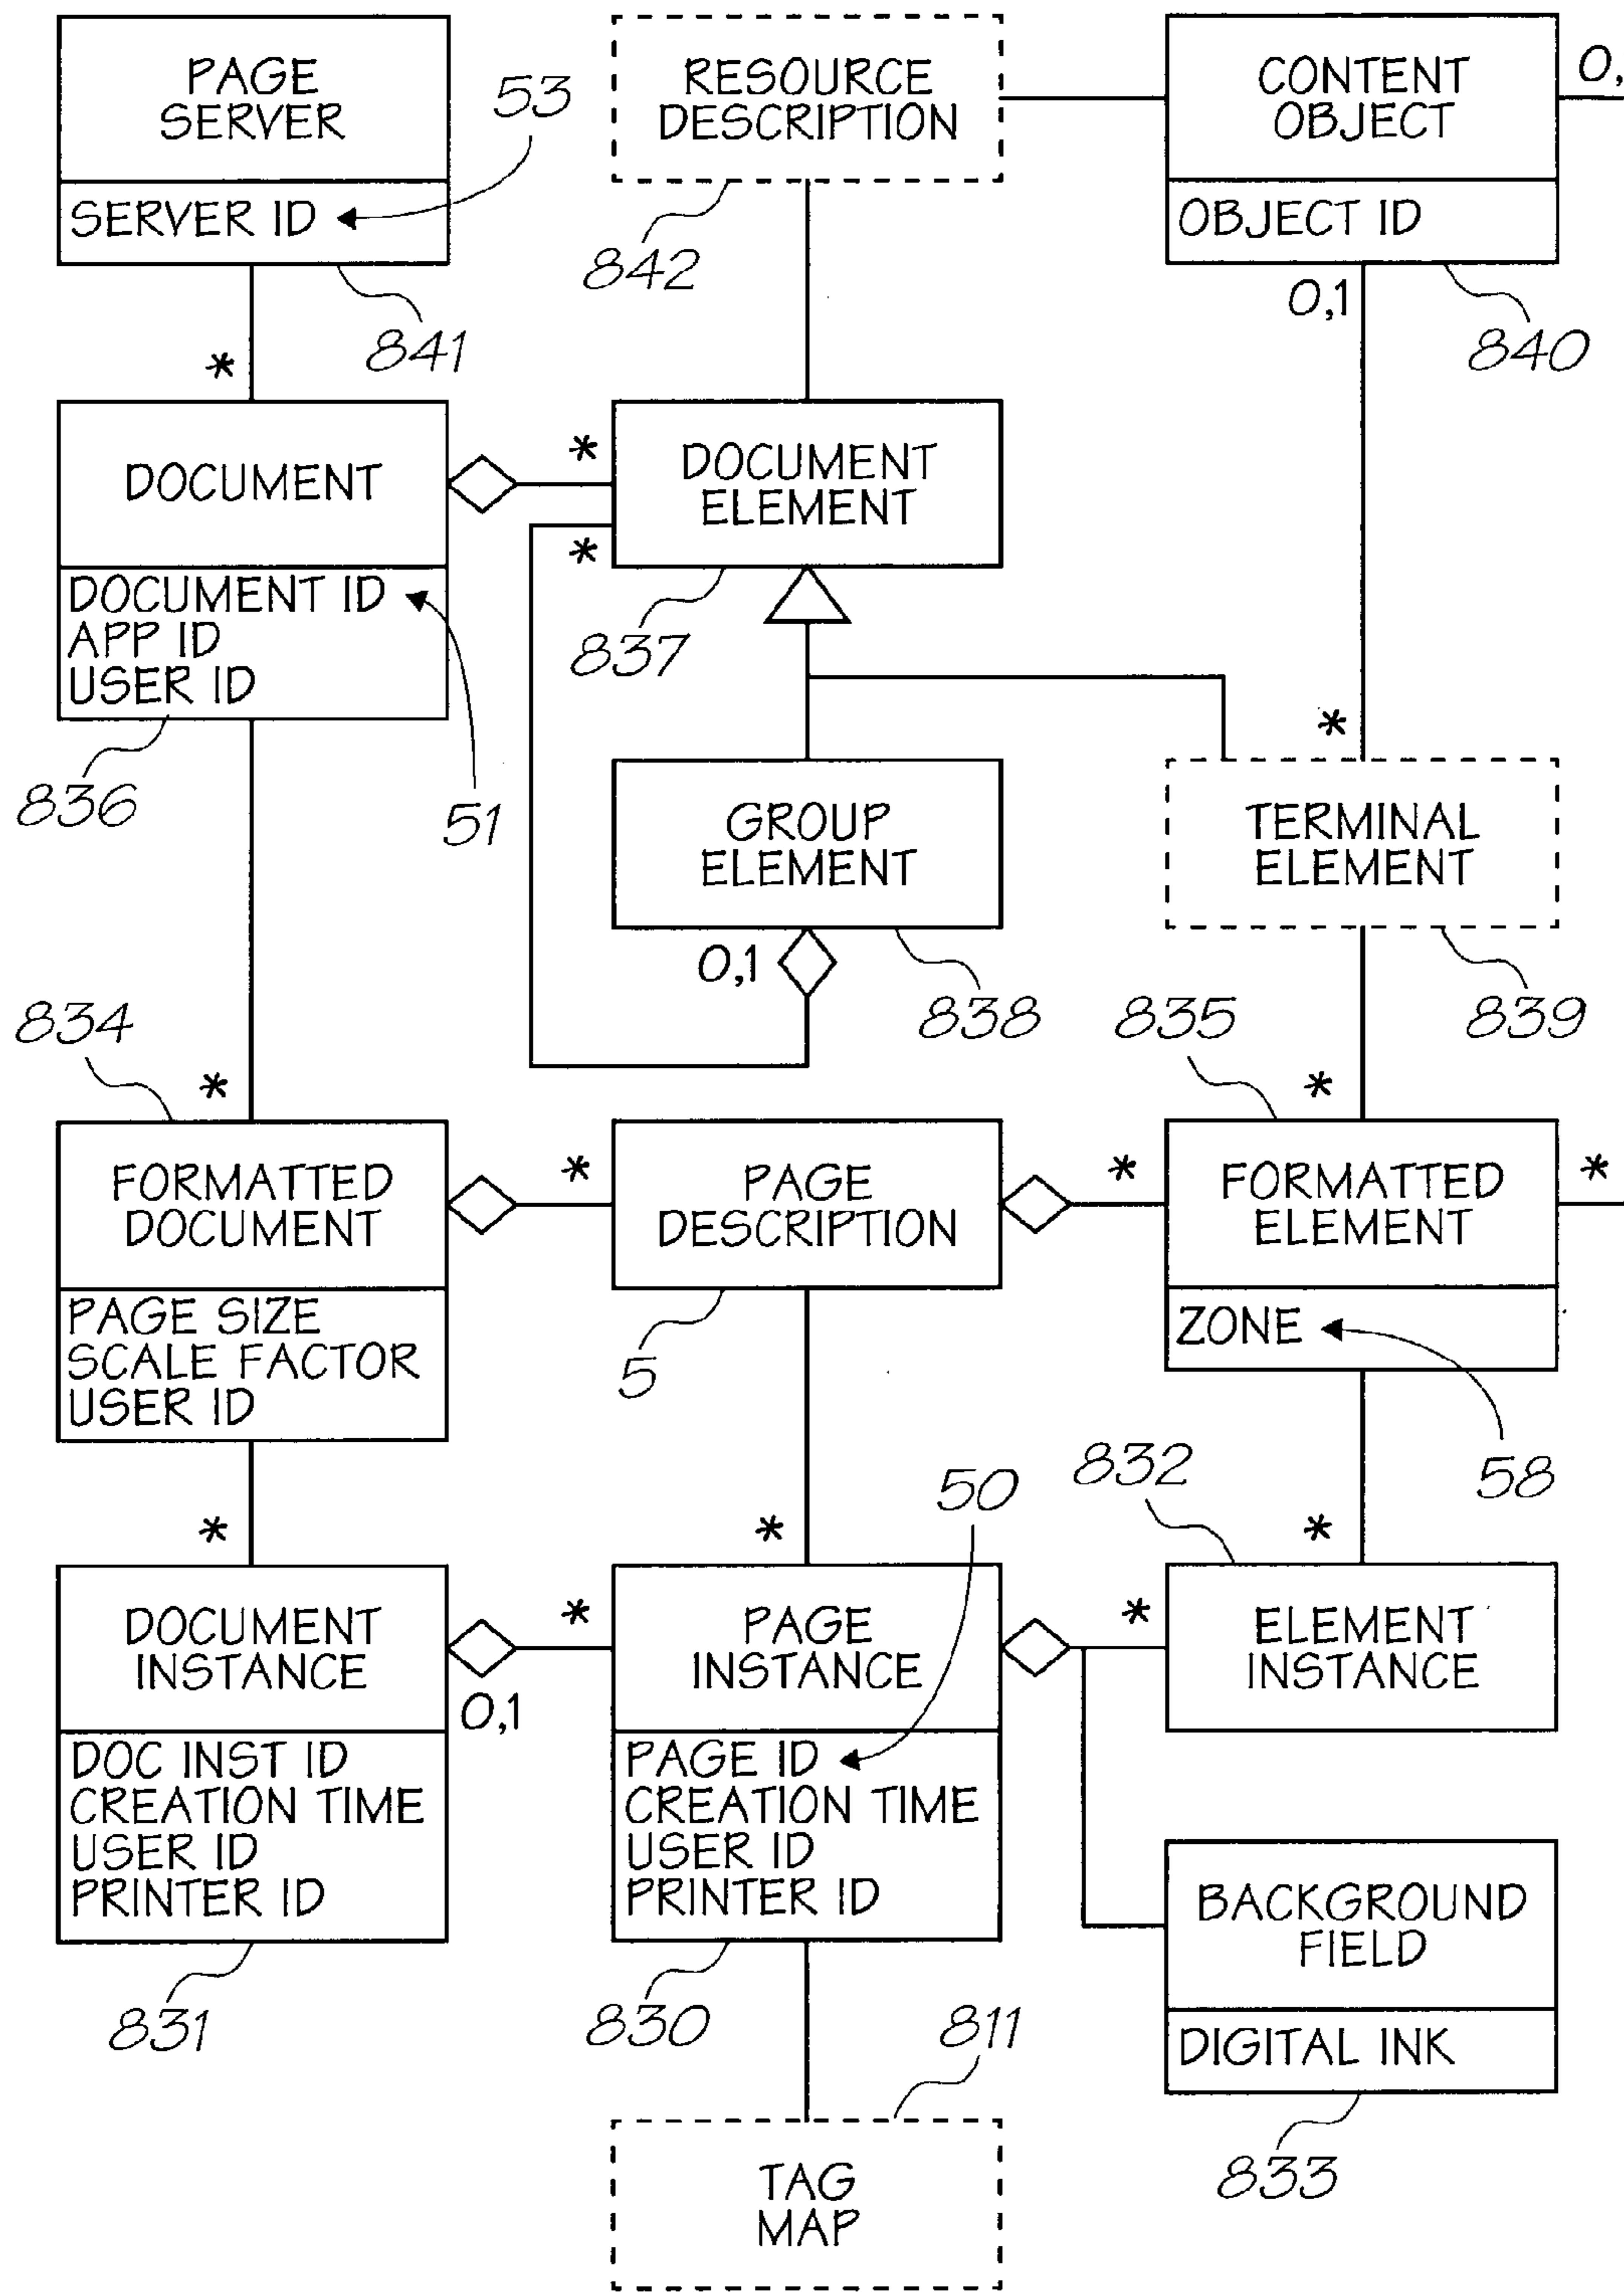 PAGE
SERVER
SERVER ID
53
841
RESOURCE
DESCRIPTION
842
CONTENT
OBJECT
OBJECT ID
0,
0,1
840
*
DOCUMENT
DOCUMENT ID
APP ID
USER ID
836
51
*
*
DOCUMENT
ELEMENT
837
GROUP
ELEMENT
0,1
838
*
TERMINAL
ELEMENT
839
834
*
FORMATTED
DOCUMENT
PAGE SIZE
SCALE FACTOR
USER ID
*
PAGE
DESCRIPTION
5
*
835
*
FORMATTED
ELEMENT
ZONE
*
58
*
DOCUMENT
INSTANCE
DOC INST ID
CREATION TIME
USER ID
PRINTER ID
831
*
0,1
*
50
PAGE
INSTANCE
PAGE ID
CREATION TIME
USER ID
PRINTER ID
830
*
832
*
ELEMENT
INSTANCE
BACKGROUND
FIELD
DIGITAL INK
833
811
TAG
MAP